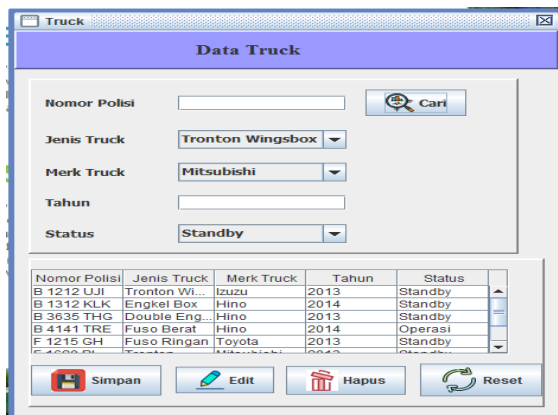 Truck
Data Truck
Nomor Polisi Cari
Jenis Truck Tronton Wingsbox
Merk Truck Mitsubishi
Tahun
Status Standby
Nomor Polisi Jenis Truck Merk Truck Tahun Status
B 1212 UJI Tronton Wi... Izuzu 2013 Standby
B 1312 KLK Engkel Box Hino 2014 Standby
B 3635 THG Double Eng... Hino 2013 Standby
B 4141 TRE Fuso Berat Hino 2014 Operasi
F 1215 GH Fuso Ringan Toyota 2013 Standby
Simpan Edit Hapus Reset